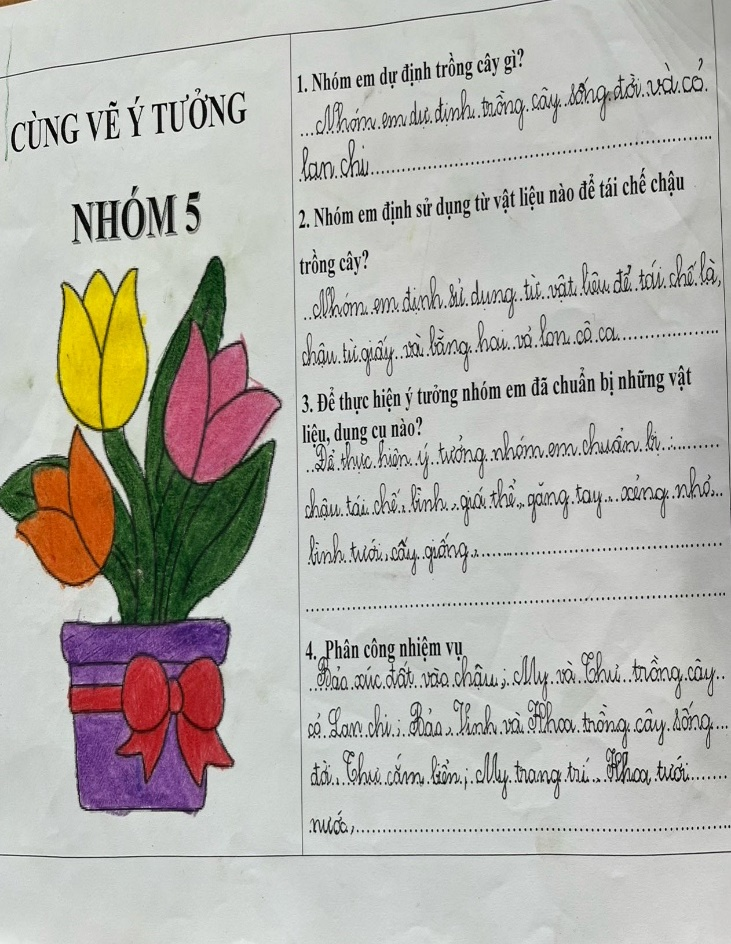 CÙNG VẼ Ý TƯỞNG
NHÓM 5
1. Nhóm em dự định trồng cây gì?
Nhóm em dự định trồng cây sống đời và cỏ
lan chi
2. Nhóm em định sử dụng từ vật liệu nào để tái chế chậu
trồng cây?
Nhóm em định sử dụng từ vật liệu để tái chế là,
chậu từ giấy và bằng hai vỏ lon cô ca
3. Để thực hiện ý tưởng nhóm em đã chuẩn bị những vật
liệu, dụng cụ nào?
Để thực hiện ý tưởng nhóm em chuẩn bị :
chậu tái chế, bình, giá thể, găng tay, xẻng nhỏ,
bình tưới, cây giống,
4. Phân công nhiệm vụ
Bảo xúc đất vào chậu; My và Thư trồng cây
cỏ Lan chi; Bảo, Vinh và Khoa trồng cây sống
đời. Thư cắm biển; My trang trí, Khoa tưới
nước,